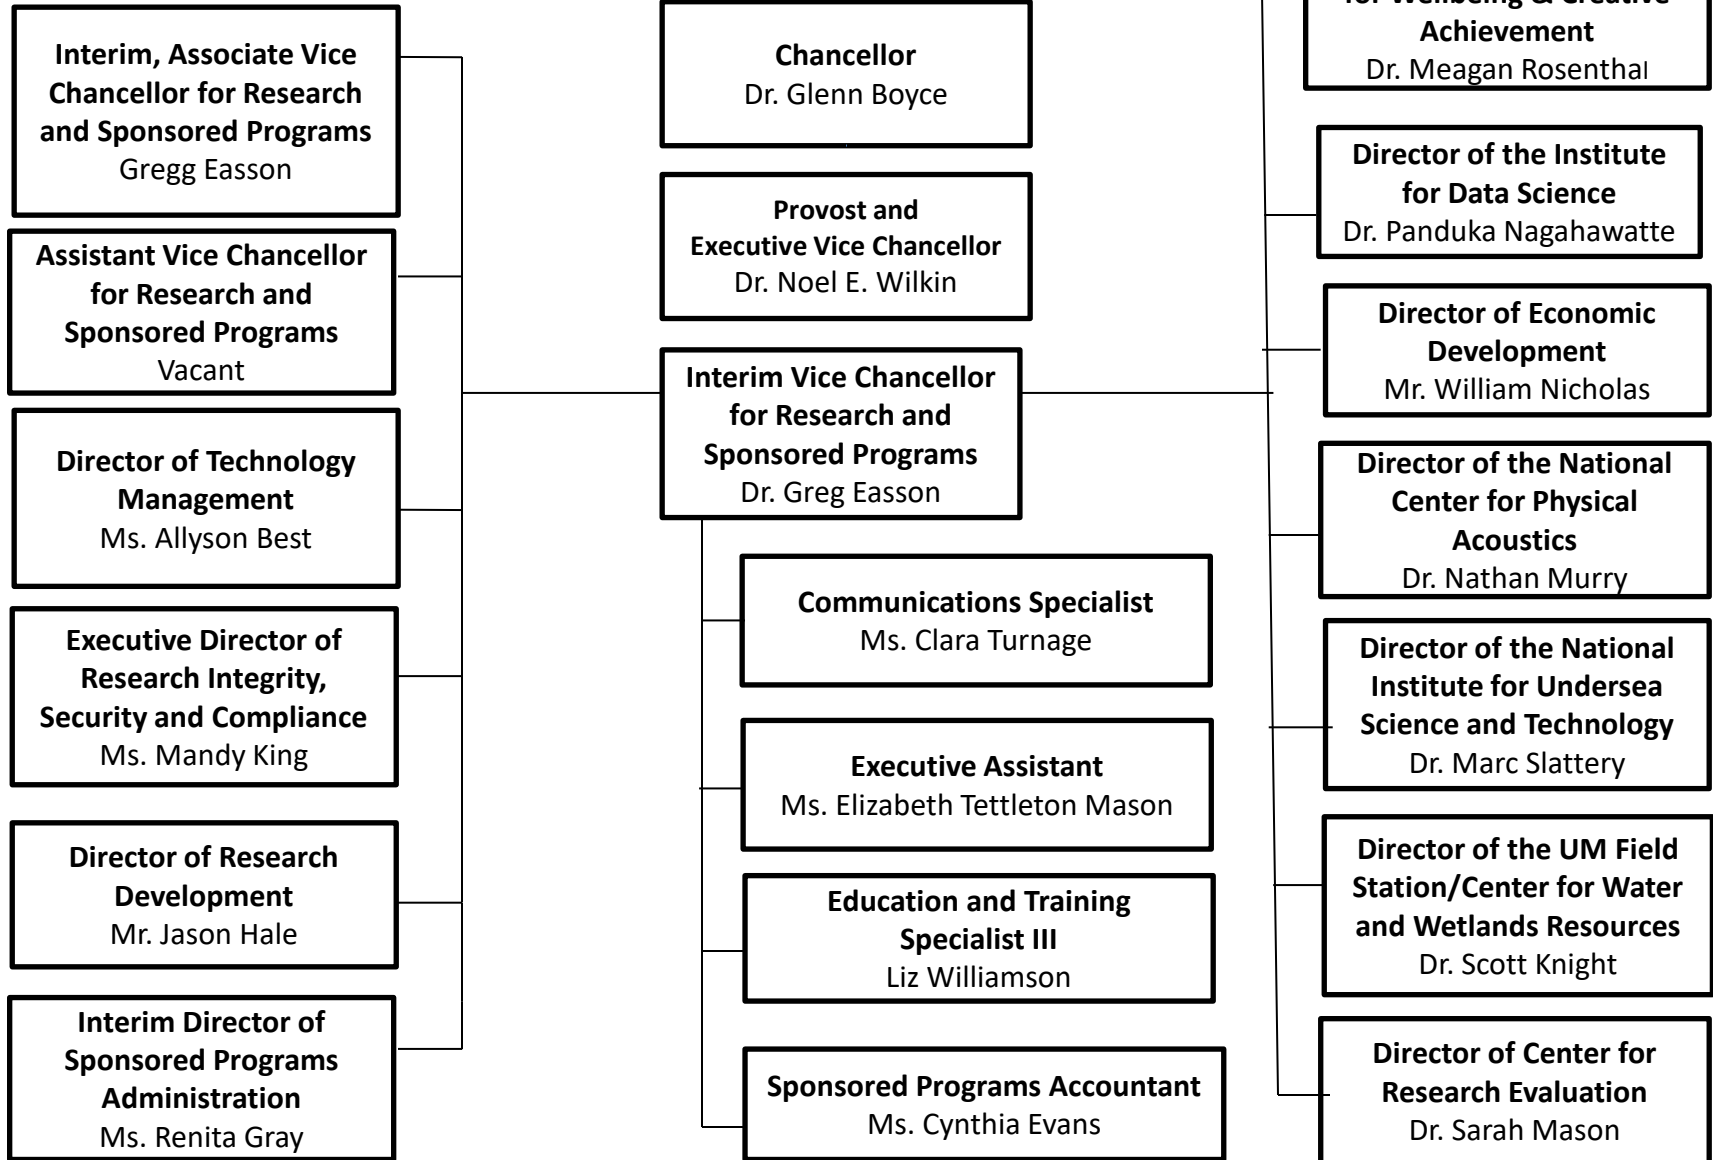 Interim, Associate Vice
Chancellor for Research
and Sponsored Programs
Gregg Easson
Assistant Vice Chancellor
for Research and
Sponsored Programs
Vacant
Director of Technology
Management
Ms. Allyson Best
Executive Director of
Research Integrity,
Security and Compliance
Ms. Mandy King
Director of Research
Development
Mr. Jason Hale
Interim Director of
Sponsored Programs
Administration
Ms. Renita Gray
Chancellor
Dr. Glenn Boyce
Provost and
Executive Vice Chancellor
Dr. Noel E. Wilkin
Interim Vice Chancellor
for Research and
Sponsored Programs
Dr. Greg Easson
Communications Specialist
Ms. Clara Turnage
Executive Assistant
Ms. Elizabeth Tettleton Mason
Education and Training
Specialist III
Liz Williamson
Sponsored Programs Accountant
Ms. Cynthia Evans
for Wellbeing & Creative
Achievement
Dr. Meagan Rosenthal
Director of the Institute
for Data Science
Dr. Panduka Nagahawatte
Director of Economic
Development
Mr. William Nicholas
Director of the National
Center for Physical
Acoustics
Dr. Nathan Murry
Director of the National
Institute for Undersea
Science and Technology
Dr. Marc Slattery
Director of the UM Field
Station/Center for Water
and Wetlands Resources
Dr. Scott Knight
Director of Center for
Research Evaluation
Dr. Sarah Mason